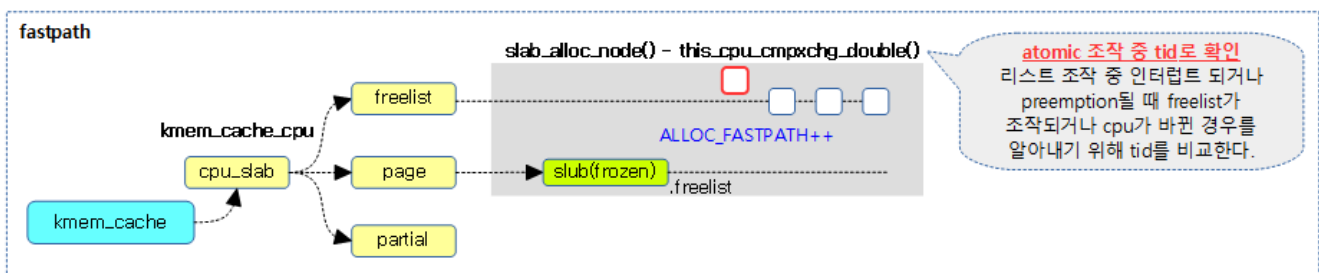 fastpath
slab_alloc_node() - this_cpu_cmpxchg_double()
atomic 조작 중 tid로 확인
리스트 조작 중 인터럽트 되거나
preemption될 때 freelist가
조작되거나 cpu가 바뀐 경우를
알아내기 위해 tid를 비교한다.
freelist
kmem_cache_cpu
ALLOC_FASTPATH++
cpu_slab
page
slub(frozen)
.freelist
kmem_cache
partial